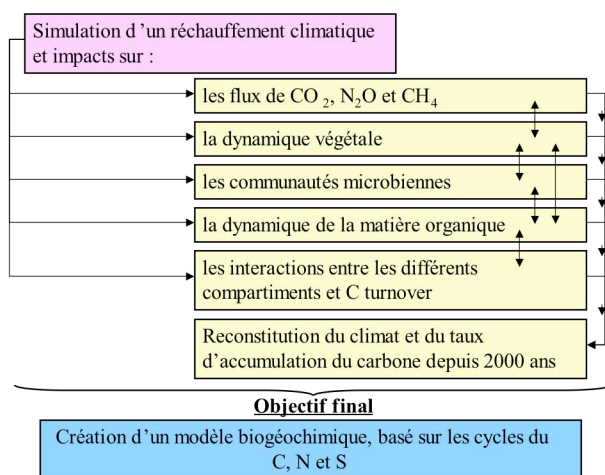 Simulation d'un réchauffement climatique
et impacts sur :
les flux de CO 2, N2O et CH4
la dynamique végétale
les communautés microbiennes
la dynamique de la matière organique
les interactions entre les différents
compartiments et C turnover
Reconstitution du climat et du taux
d'accumulation du carbone depuis 2000 ans
Objectif final
Création d'un modèle biogéochimique, basé sur les cycles du
C, N et S